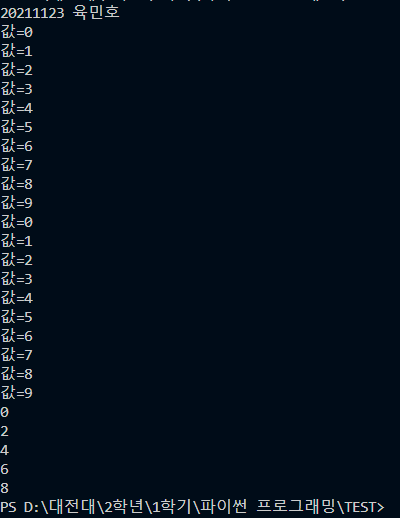 20211123 육민호
값=0
값=1
값=2
값=3
값=4
값=5
값=6
값=7
값=8
값=9
값=0
값=1
값=2
값=3
값=4
값=5
값=6
값=7
값=8
값=9
0
2
4
6
8
PS D:\대전대\2학년\1학기\파이썬 프로그래밍\TEST>